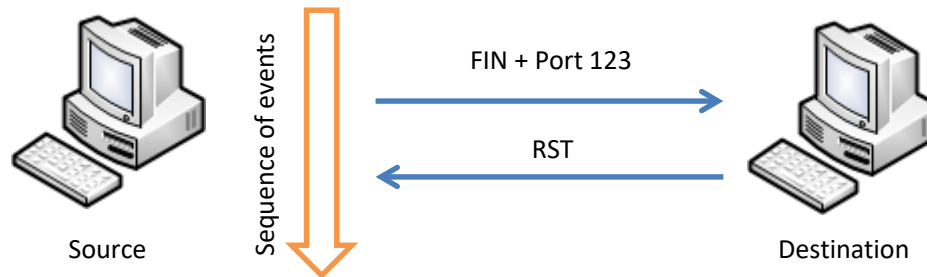 Sequence of events
FIN + Port 123
RST
Source
Destination